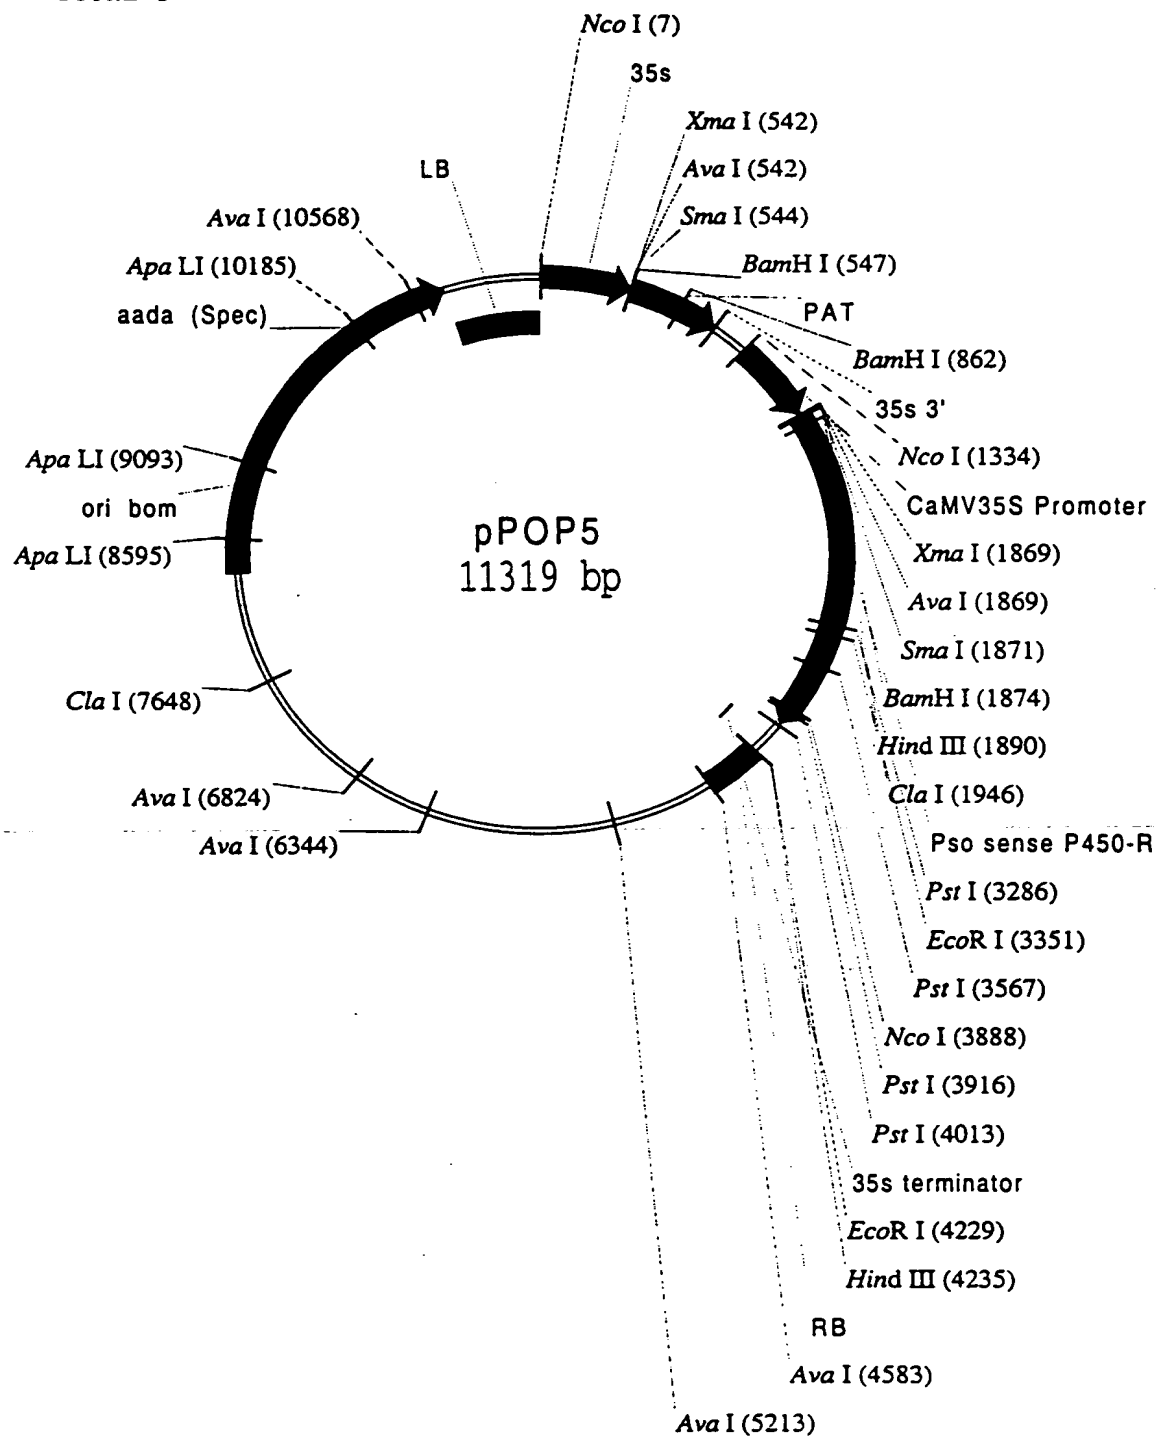 Nco I (7)
35s
Xma I (542)
LB
Ava I (542)
Ava I (10568)
Sma I (544)
Apa LI (10185)
BamH I (547)
aada (Spec)
PAT
BamH I (862)
35s 3'
Apa LI (9093)
Nco I (1334)
ori bom
CaMV35S Promoter
pPOP5
Apa LI (8595)
Xma I (1869)
11319 bp
Ava I (1869)
Sma I (1871)
Cla I (7648)
BamH I (1874)
Hind III (1890)
Ava I (6824)
Cla I (1946)
Ava I (6344)
Pso sense P450-R
Pst I (3286)
EcoR I (3351)
Pst I (3567)
Nco I (3888)
Pst I (3916)
Pst I (4013)
35s terminator
EcoR I (4229)
Hind III (4235)
RB
Ava I (4583)
Ava I (5213)